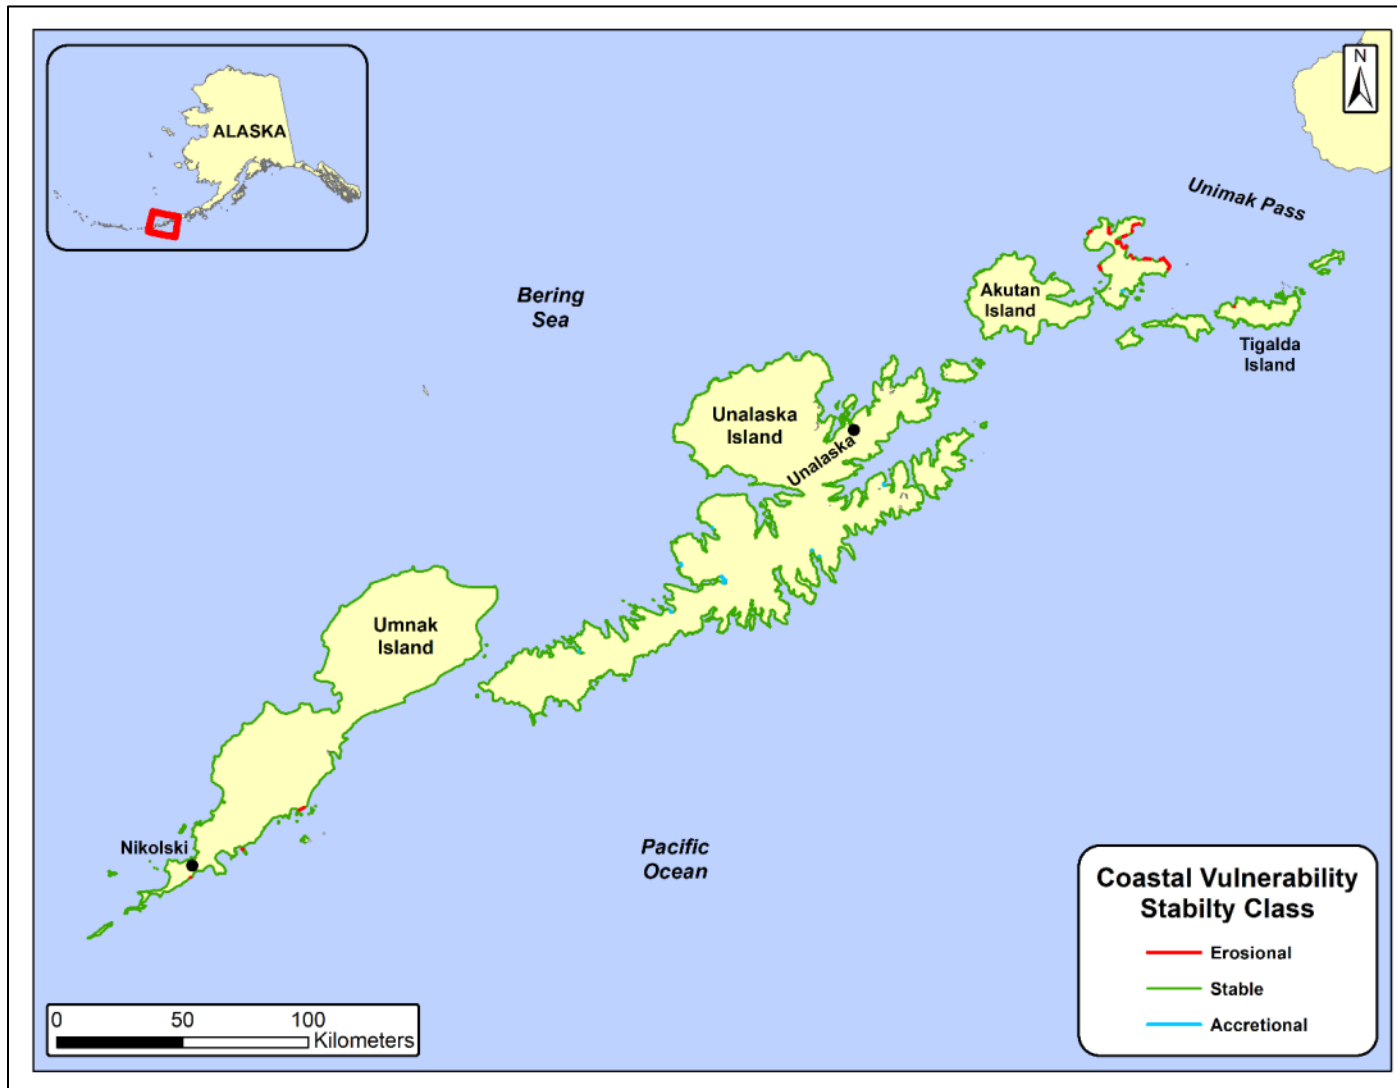 ALASKA
N
Unimak Pass
Bering
Sea
Akutan
Island
Tigalda
Island
Unalaska
Island
Unalaska
Umnak
Island
Nikolski
Pacific
Ocean
Coastal Vulnerability
Stabilty Class
Erosional
Stable
Accretional
0 50 100
Kilometers